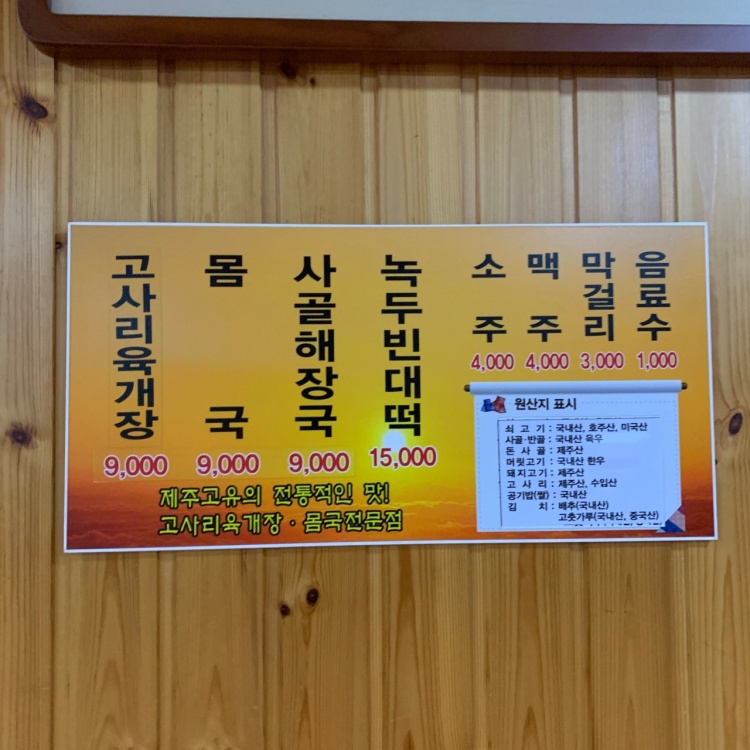 고사리육개장
9,000
몸국
9,000
사골해장국
9,000
녹두빈대떡
15,000
소주
4,000
맥주
4,000
막걸리
3,000
음료수
1,000
제주고유의 전통적인 맛!
고사리육개장·몸국전문점
원산지 표시
쇠고기 : 국내산, 호주산, 미국산
사골·반골 : 국내산 육우
돈사골 : 제주산
머릿고기 : 국내산 한우
돼지고기 : 제주산
고사리 : 제주산, 수입산
공기밥(쌀) : 국내산
김치 : 배추(국내산)
고춧가루(국내산, 중국산)